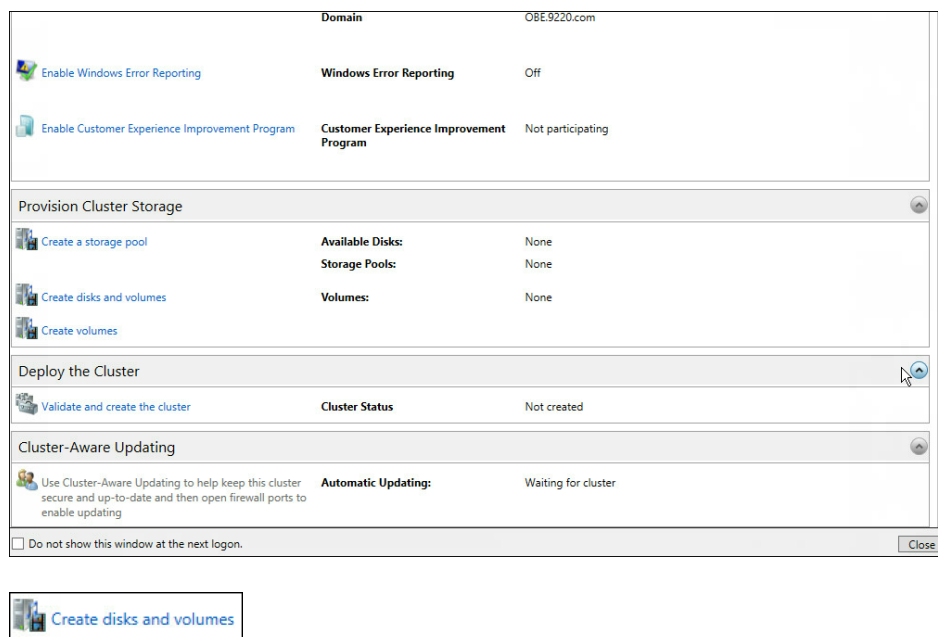 Domain OBE.9220.com
Enable Windows Error Reporting Windows Error Reporting Off
Enable Customer Experience Improvement Program Customer Experience Improvement Not participating
Program
Provision Cluster Storage
Create a storage pool Available Disks: None
Storage Pools: None
Create disks and volumes Volumes: None
Create volumes
Deploy the Cluster
Validate and create the cluster Cluster Status Not created
Cluster-Aware Updating
Use Cluster-Aware Updating to help keep this cluster Automatic Updating: Waiting for cluster
secure and up-to-date and then open firewall ports to
enable updating
Do not show this window at the next logon. Close
Create disks and volumes